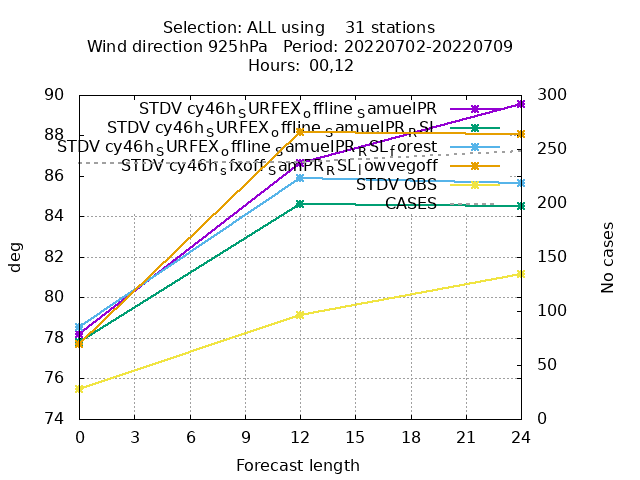 Selection: ALL using    31 stations
Wind direction 925hPa   Period: 20220702-20220709
Hours:  00,12
90
88
86
84
82
80
78
76
74
300
250
200
150
100
50
0
deg
No cases
STDV cy46h_SURFEX_offline_samuelPR
STDV cy46h_SURFEX_offline_samuelPR_RSL
STDV cy46h_SURFEX_offline_samuelPR_RSL_forest
STDV cy46h_sfxoff_samPR_RSL_lowvegoff
STDV OBS
CASES
0 3 6 9 12 15 18 21 24
Forecast length